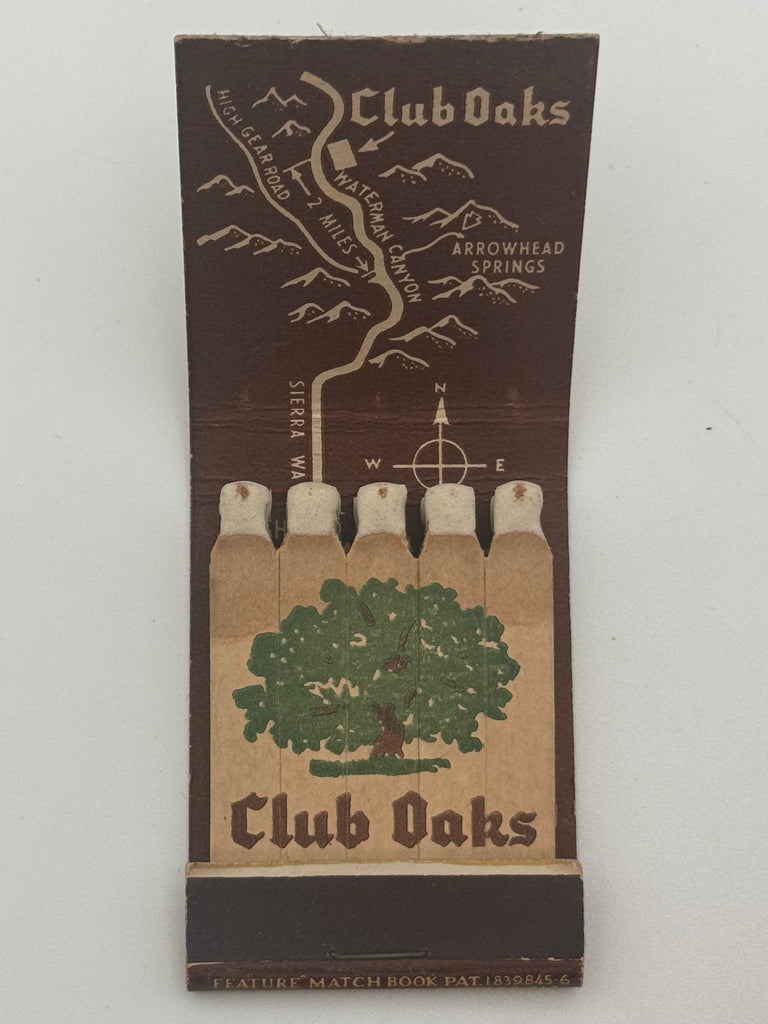 Club Oaks
HIGH GEAR ROAD
WATERMAN CANYON
2 MILES
ARROWHEAD
SPRINGS
SIERRA WA
N
W E
Club Oaks
FEATURE MATCH BOOK PAT. 1839845-6